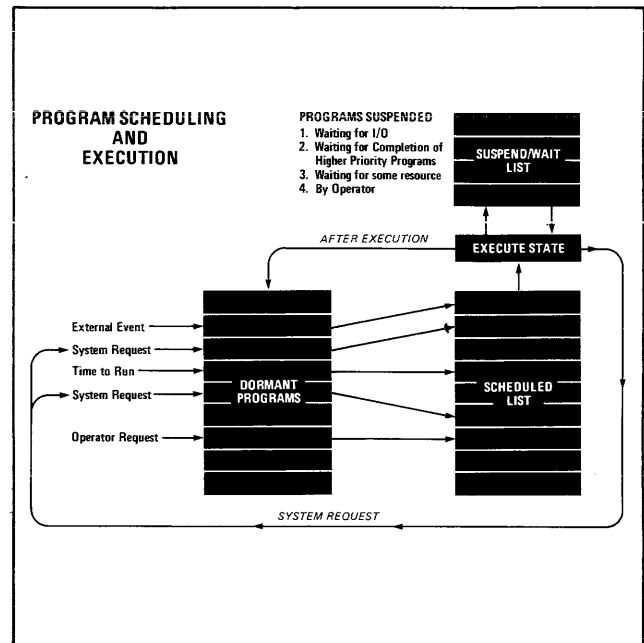 PROGRAM SCHEDULING
AND
EXECUTION
PROGRAMS SUSPENDED
1. Waiting for I/O
2. Waiting for Completion of
Higher Priority Programs
3. Waiting for some resource
4. By Operator
SUSPEND/WAIT
LIST
AFTER EXECUTION
EXECUTE STATE
External Event
System Request
Time to Run
System Request
Operator Request
DORMANT
PROGRAMS
SCHEDULED
LIST
SYSTEM REQUEST